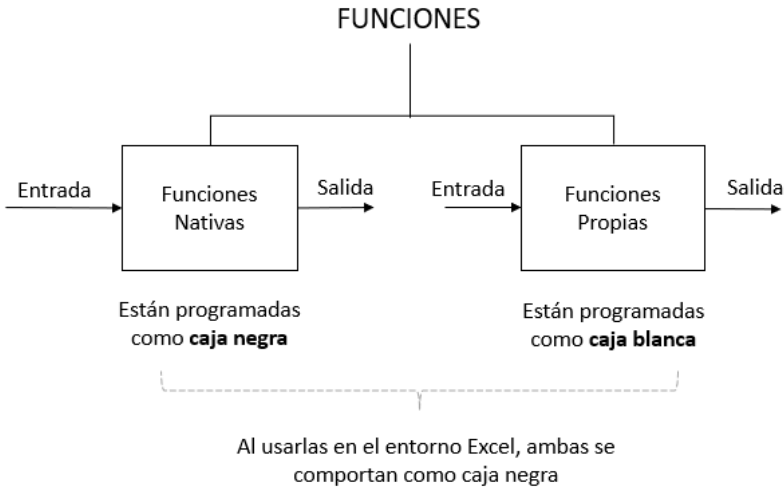 FUNCIONES
Entrada
Funciones
Nativas
Salida
Entrada
Funciones
Propias
Salida
Están programadas
como caja negra
Están programadas
como caja blanca
Al usarlas en el entorno Excel, ambas se
comportan como caja negra